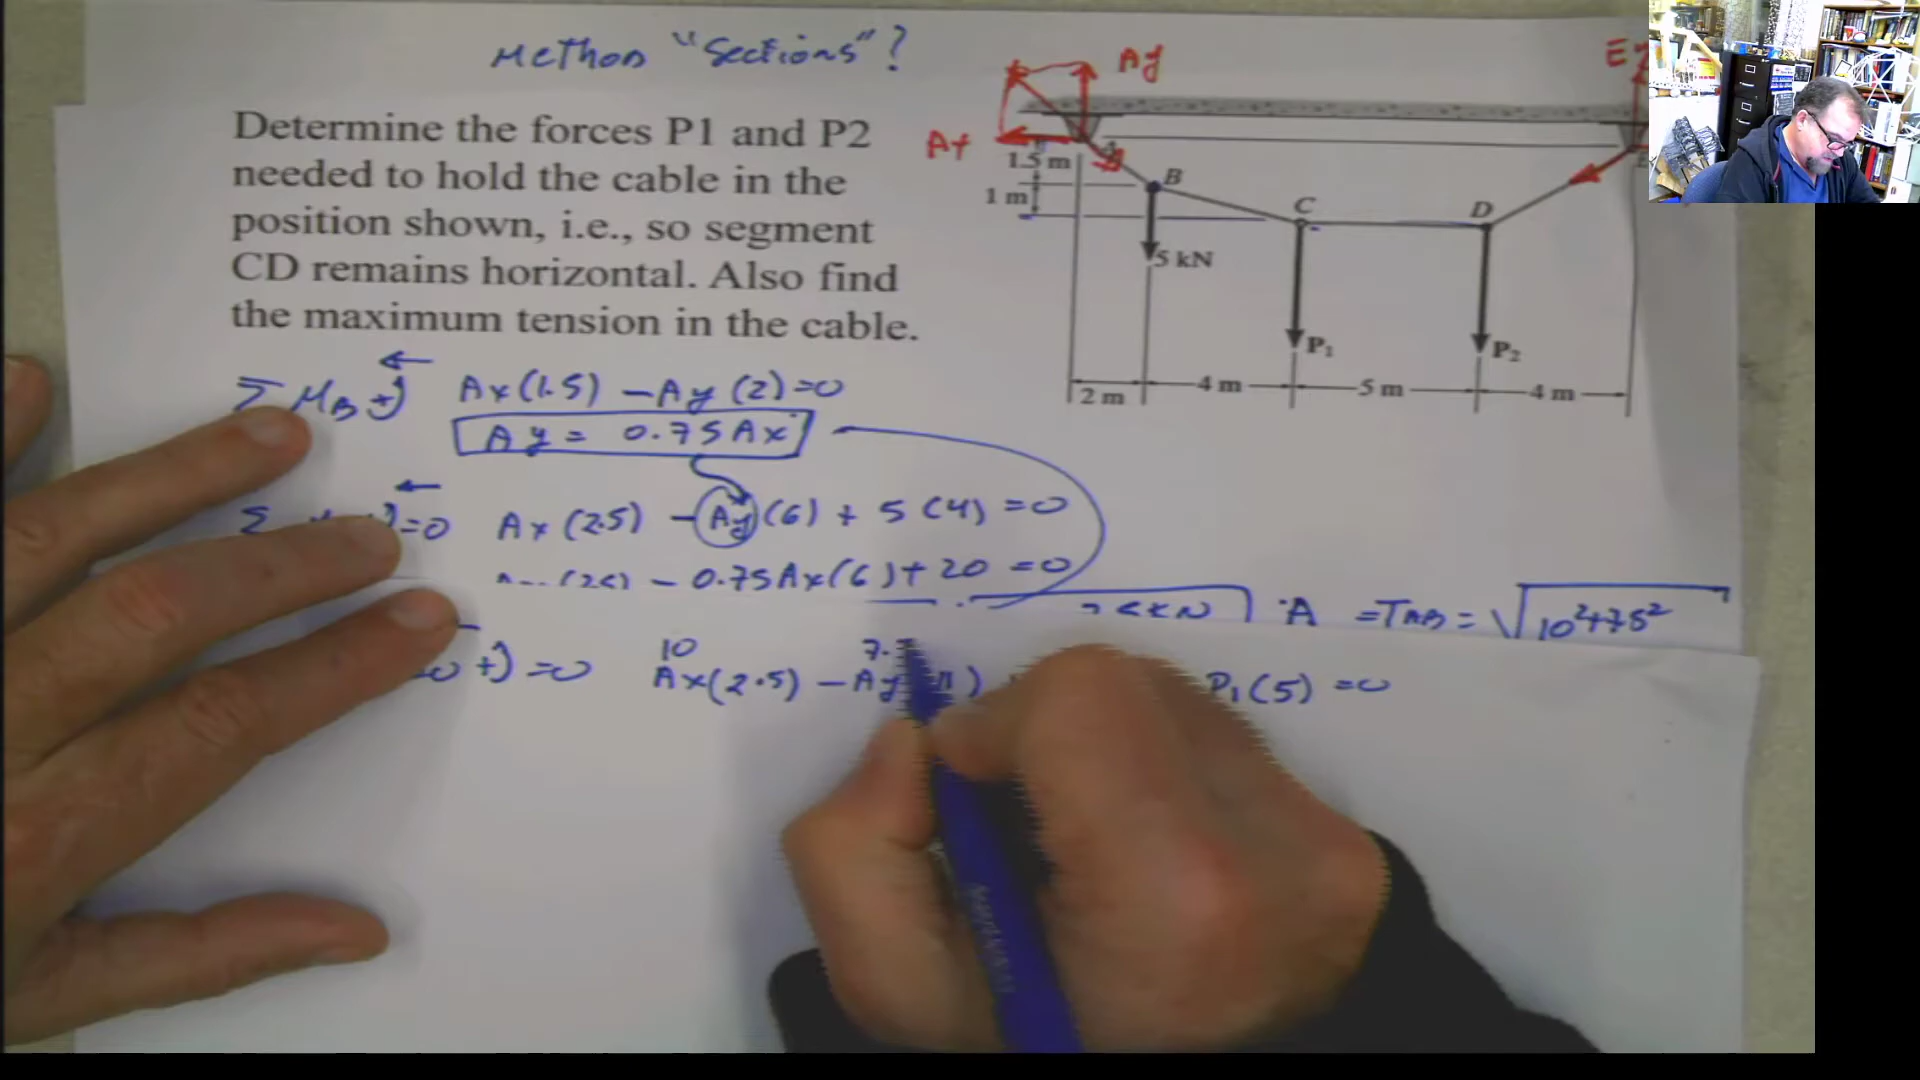 Method "Sections"?
Determine the forces P1 and P2
needed to hold the cable in the
position shown, i.e., so segment
CD remains horizontal. Also find
the maximum tension in the cable.
Ay
Ax
A
1.5 m
1 m
B
C
D
E
5 kN
P₁
P₂
2 m
4 m
5 m
4 m
Σ MB +) Ax(1.5) - Ay(2) = 0
Ay = 0.75Ax
Σ =0 Ax(2.5) - Ay(6) + 5(4) = 0
- 0.75Ax(6) + 20 = 0
kN A = TAB = √10²+7.5²
+) = 0 Ax(2.5) - Ay P₁(5) = 0
10